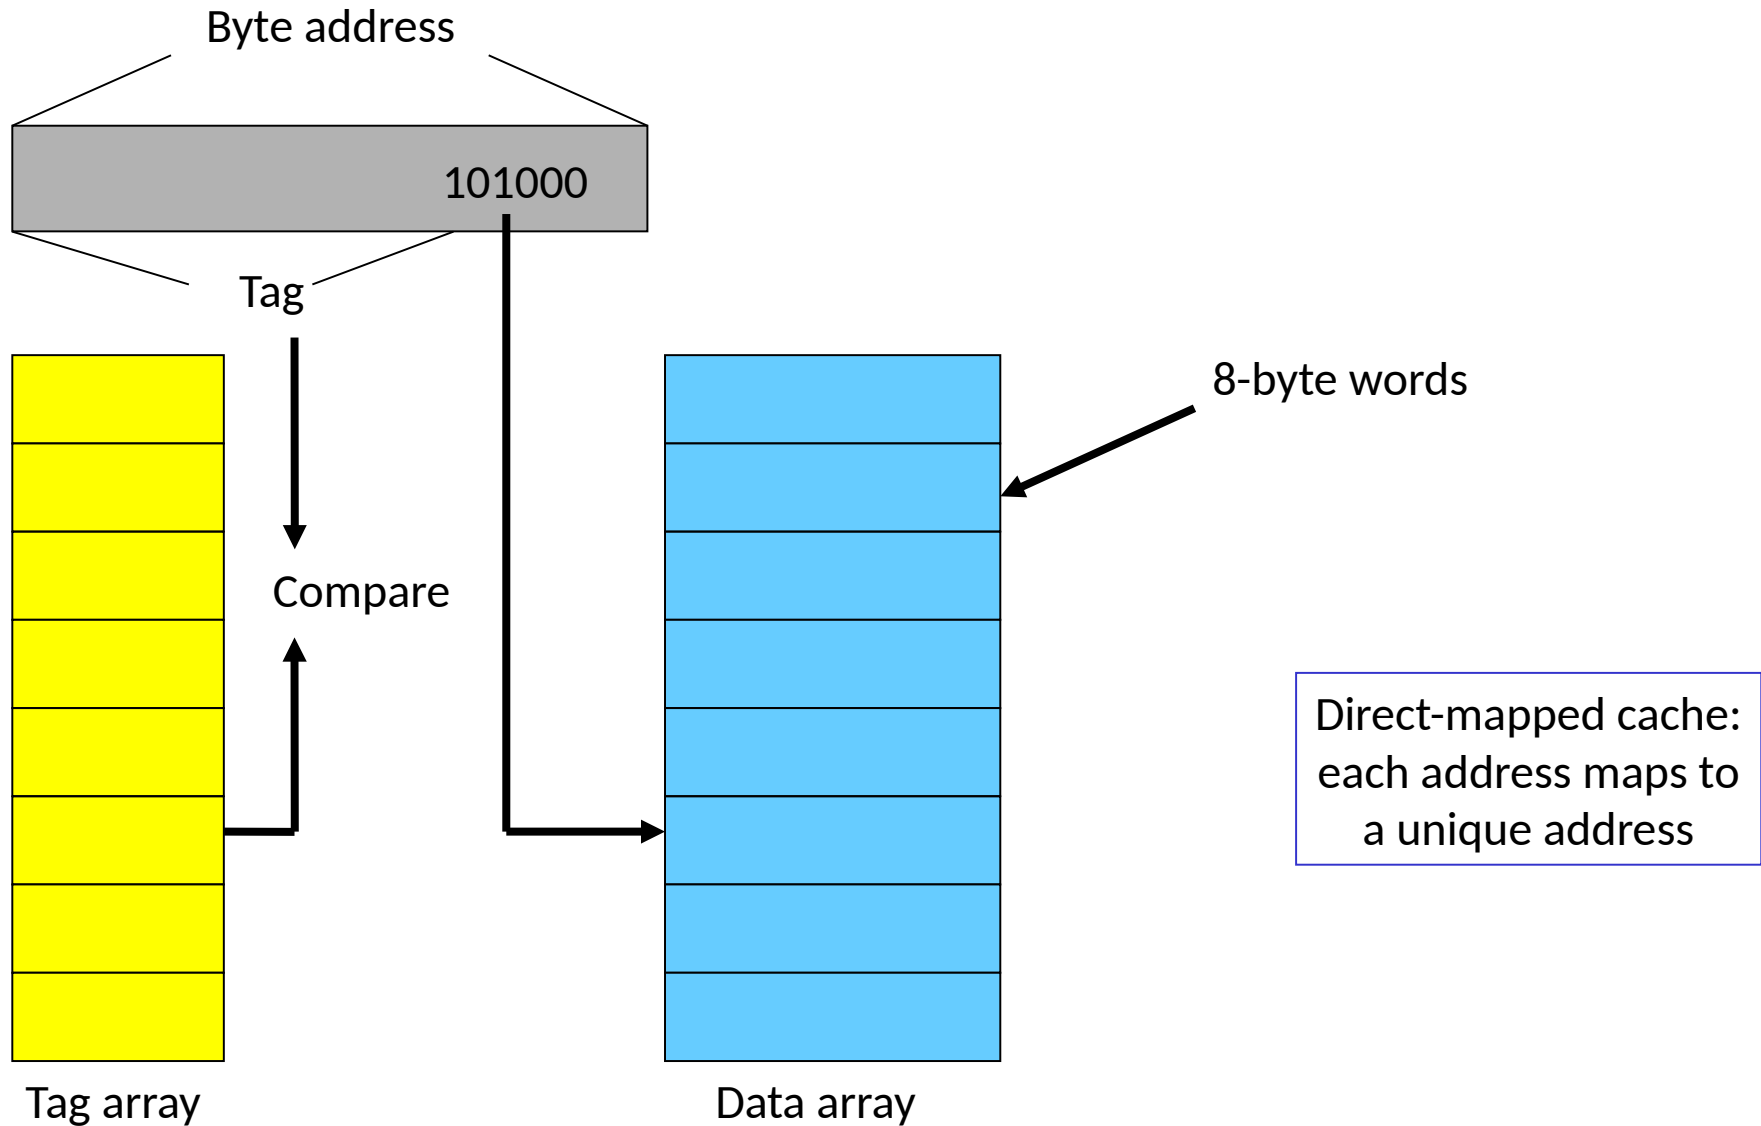 Byte address
101000
Tag
8-byte words
Compare
Direct-mapped cache:
each address maps to
a unique address
Tag array
Data array